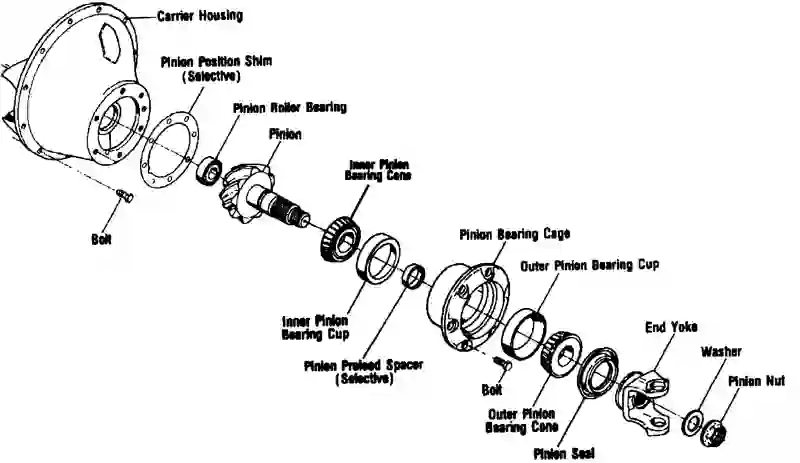 Carrier Housing
Pinion Position Shim
(Selective)
Pinion Roller Bearing
Pinion
Inner Pinion
Bearing Cone
Bolt
Pinion Bearing Cage
Outer Pinion Bearing Cup
Inner Pinion
Bearing Cup
End Yoke
Washer
Pinion Preload Spacer
(Selective)
Pinion Nut
Bolt
Outer Pinion
Bearing Cone
Pinion Seal